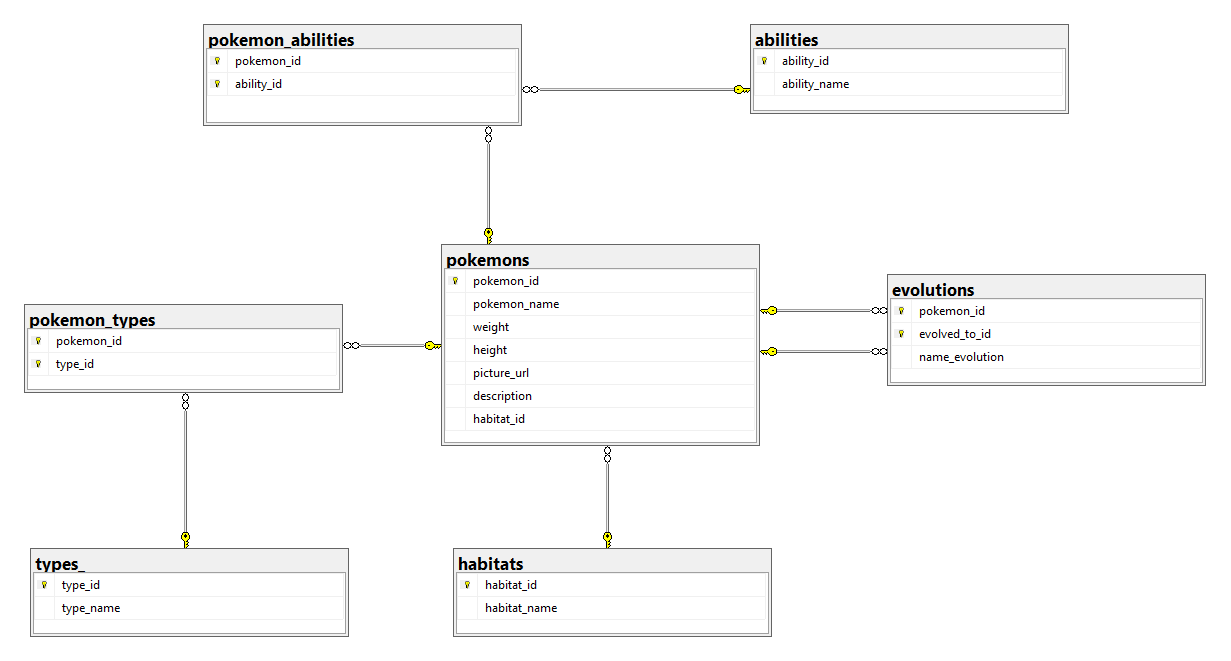 pokemon_abilities
pokemon_id
ability_id
abilities
ability_id
ability_name
pokemons
pokemon_id
pokemon_name
weight
height
picture_url
description
habitat_id
evolutions
pokemon_id
evolved_to_id
name_evolution
pokemon_types
pokemon_id
type_id
types_
type_id
type_name
habitats
habitat_id
habitat_name